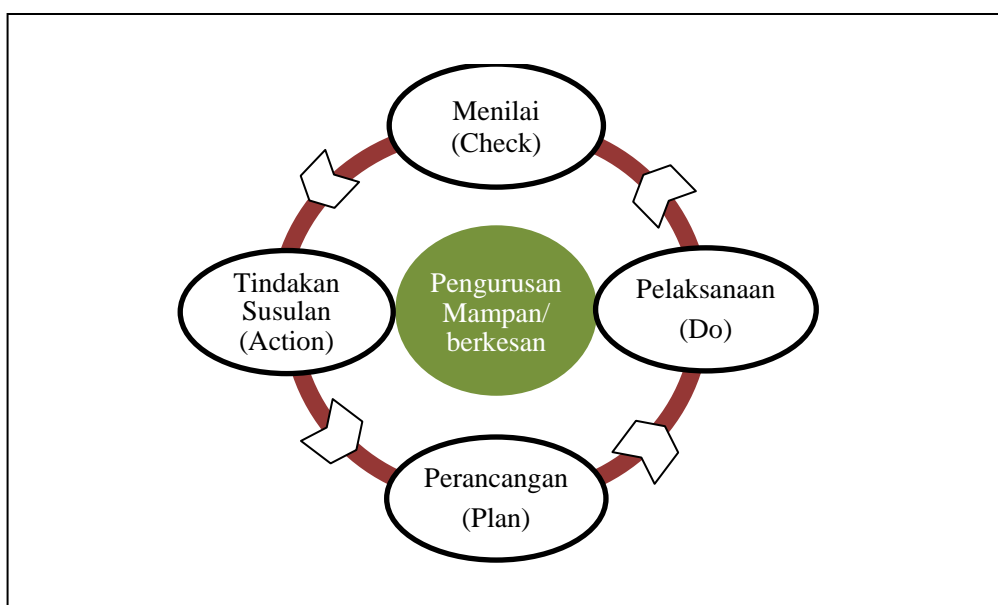 Menilai
(Check)
Tindakan
Susulan
(Action)
Pengurusan
Mampan/
berkesan
Pelaksanaan
(Do)
Perancangan
(Plan)